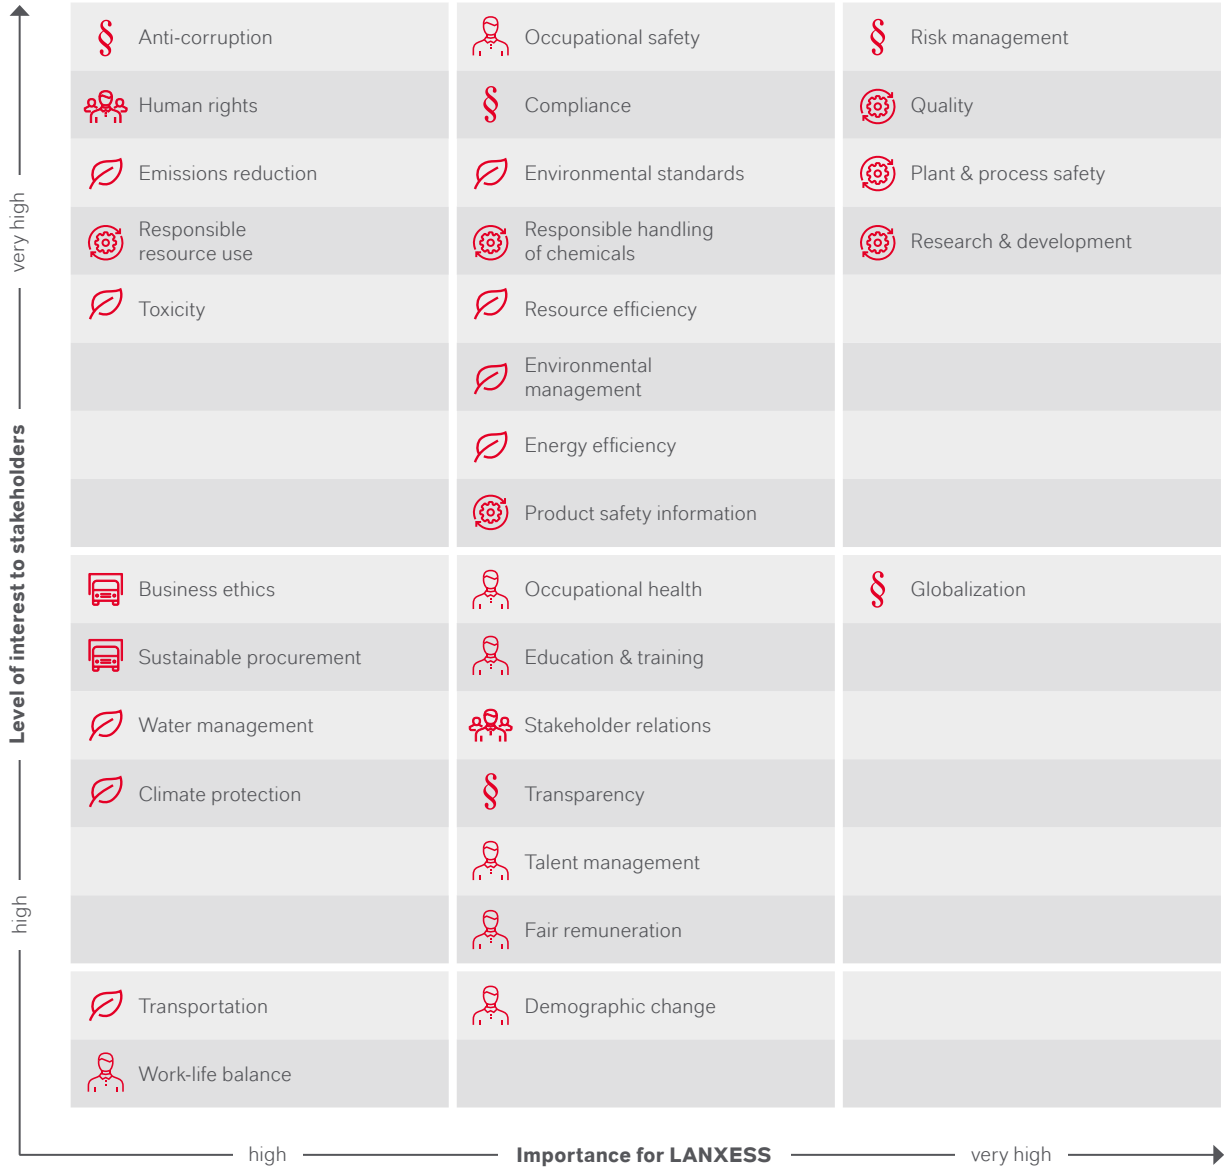 Anti-corruption
Human rights
Emissions reduction
Responsible
resource use
Toxicity
Occupational safety
§ Compliance
Environmental standards
Responsible handling
of chemicals
Resource efficiency
Environmental
management
Energy efficiency
Product safety information
§ Risk management
Quality
Plant & process safety
Research & development
Business ethics
Sustainable procurement
Water management
Climate protection
Occupational health
Education & training
Stakeholder relations
§ Transparency
Talent management
Fair remuneration
§ Globalization
Transportation
Work-life balance
Demographic change
very high
Level of interest to stakeholders
high
high
Importance for LANXESS
very high